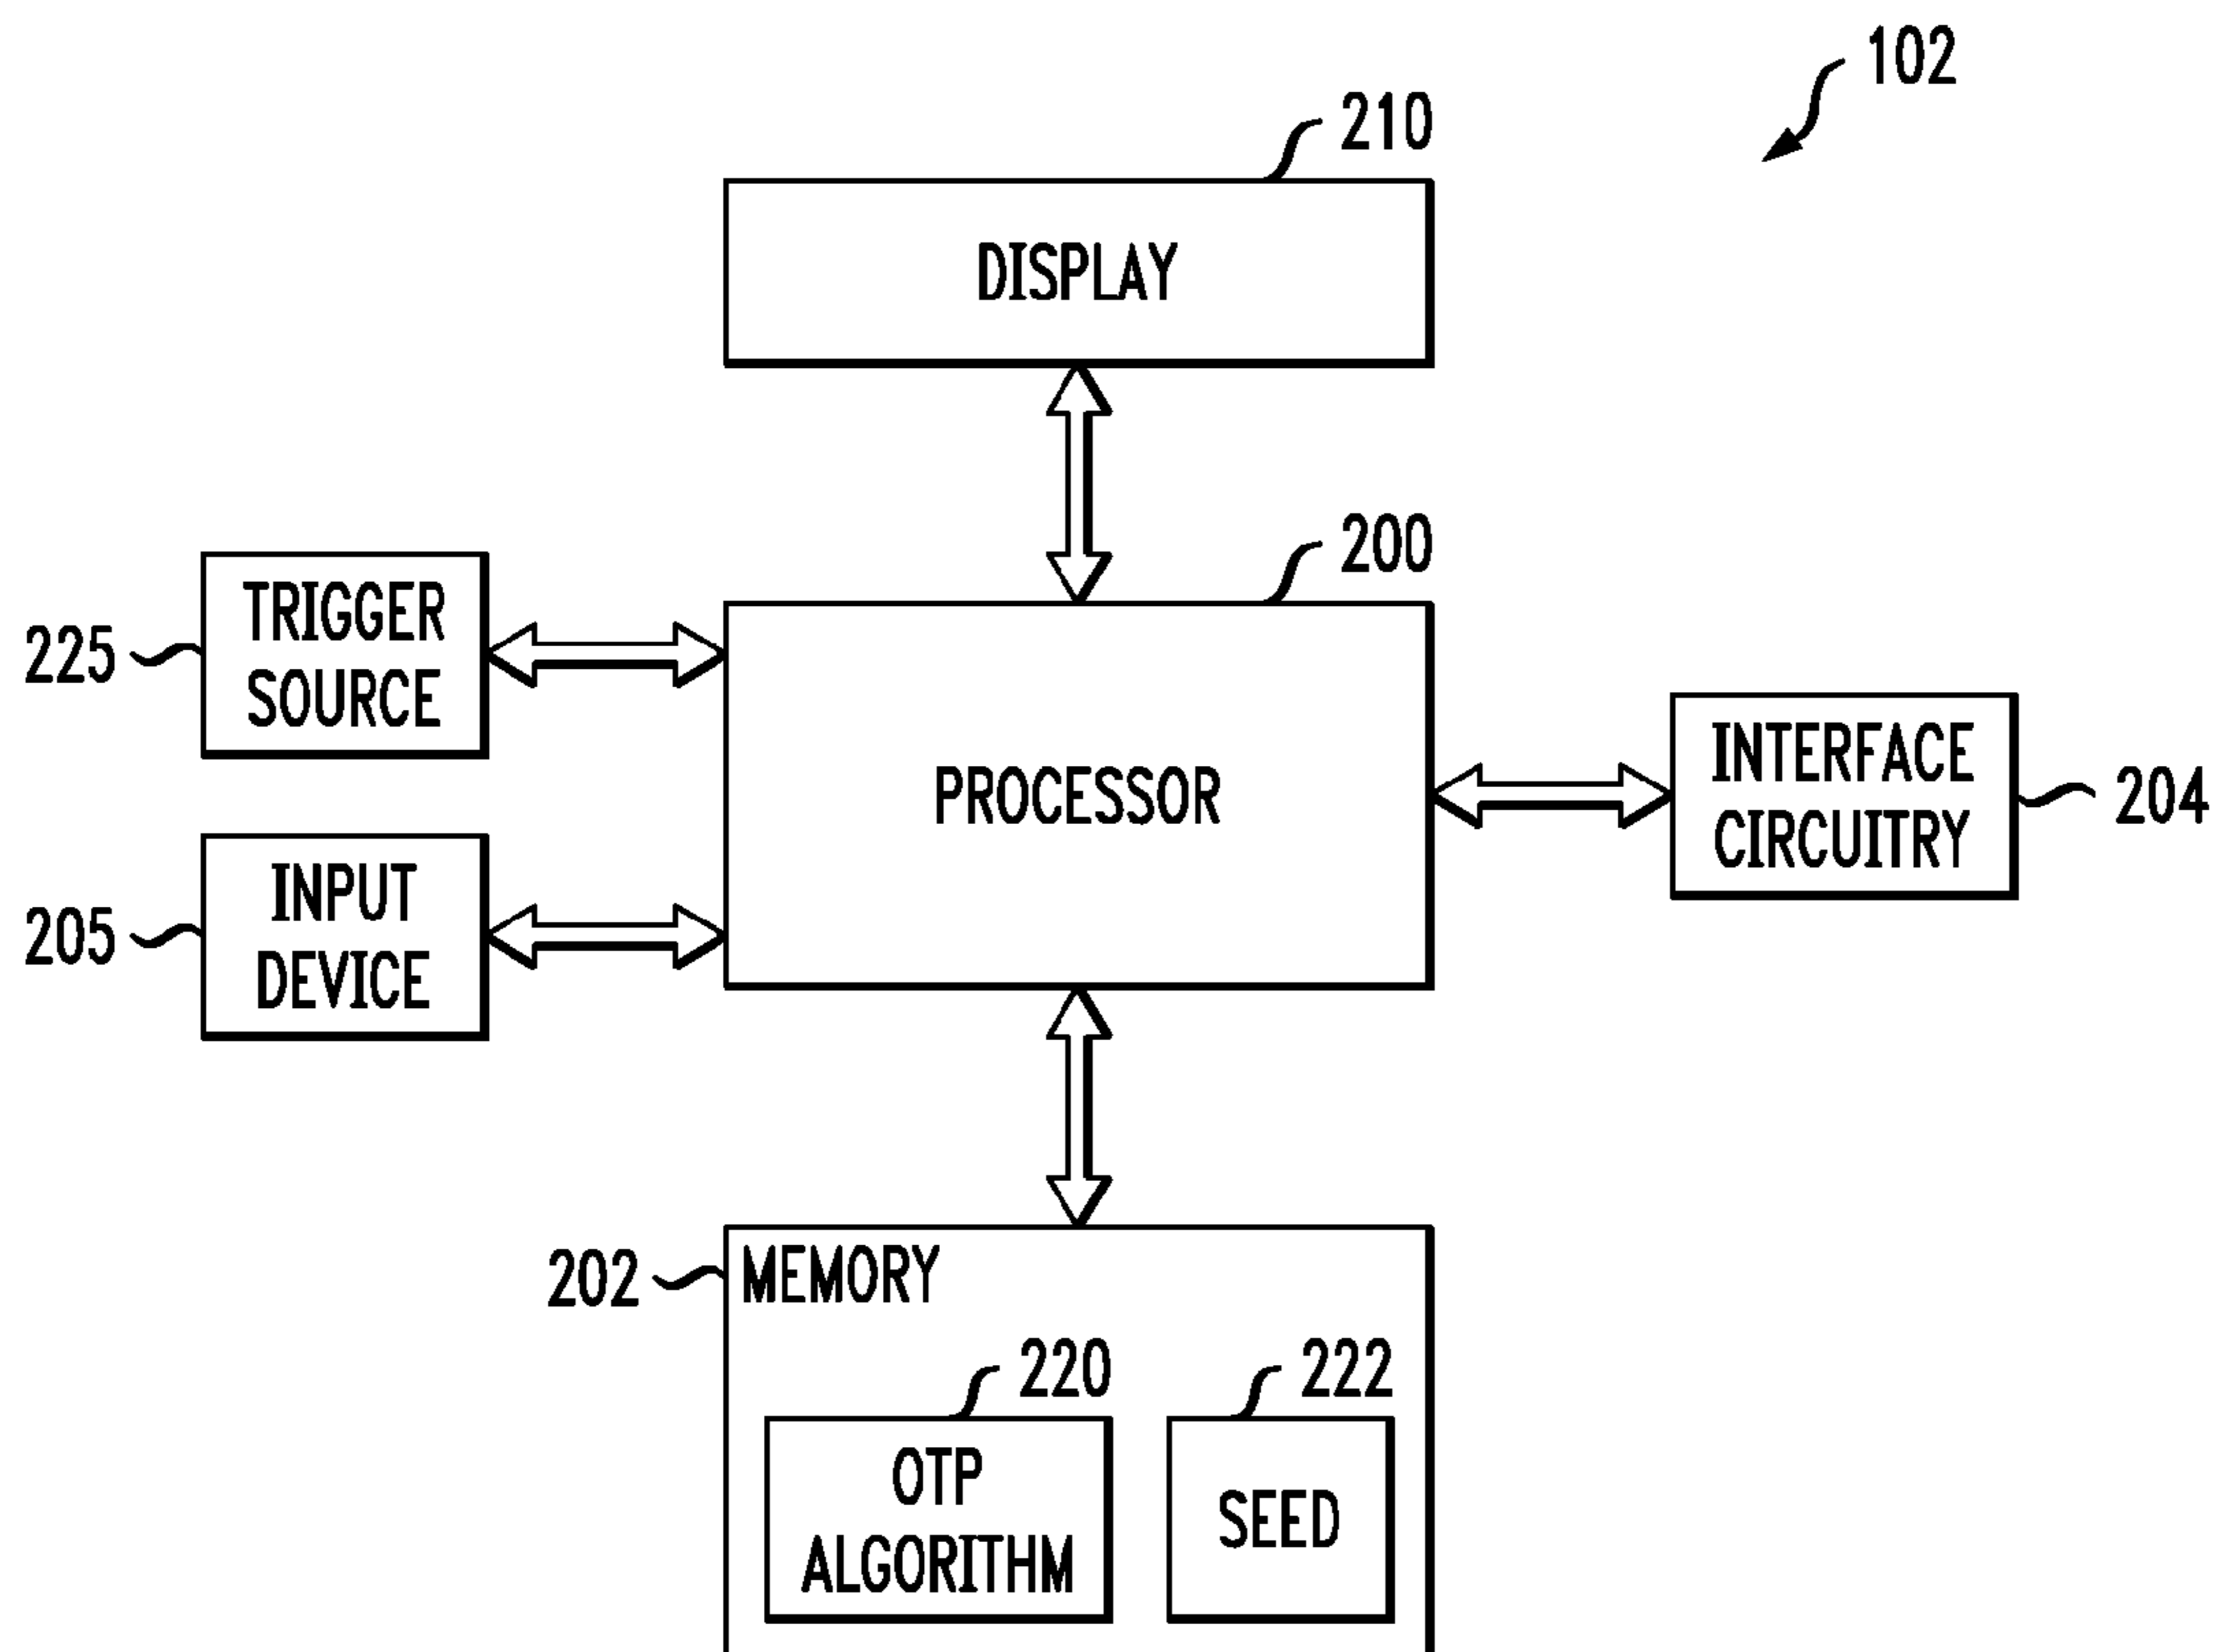 102
210
DISPLAY
200
225
TRIGGER
SOURCE
PROCESSOR
INTERFACE
CIRCUITRY
204
205
INPUT
DEVICE
202
MEMORY
220
222
OTP
ALGORITHM
SEED